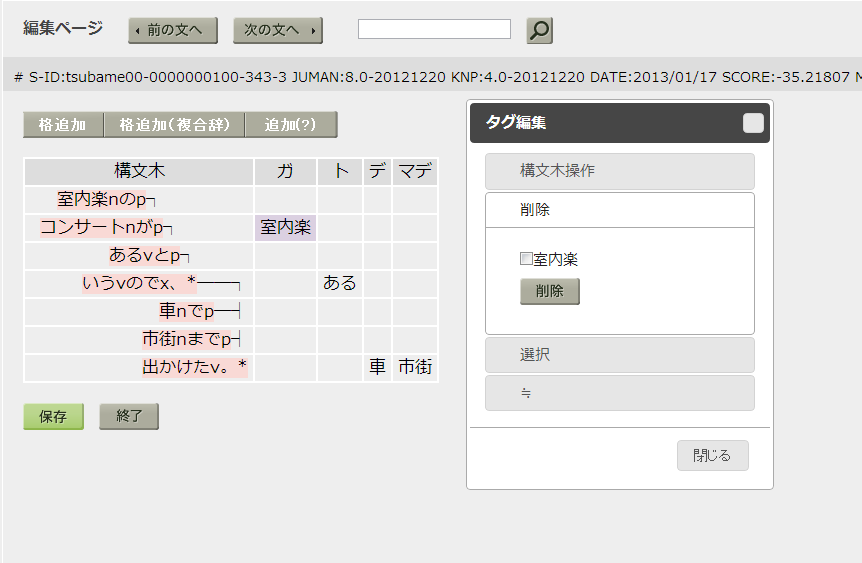 編集ページ 前の文へ 次の文へ
# S-ID:tsubame00-0000000100-343-3 JUMAN:8.0-20121220 KNP:4.0-20121220 DATE:2013/01/17 SCORE:-35.21807 M
格追加 格追加(複合辞) 追加(?)
構文木 ガ ト デ マデ
室内楽nのp┐
コンサートnがp┐ 室内楽
あるvとp┐
いうvのでx、*――┐ ある
車nでp―┤
市街nまでp┤
出かけたv。* 車 市街
保存 終了
タグ編集
構文木操作
削除
室内楽
削除
選択
≒
閉じる